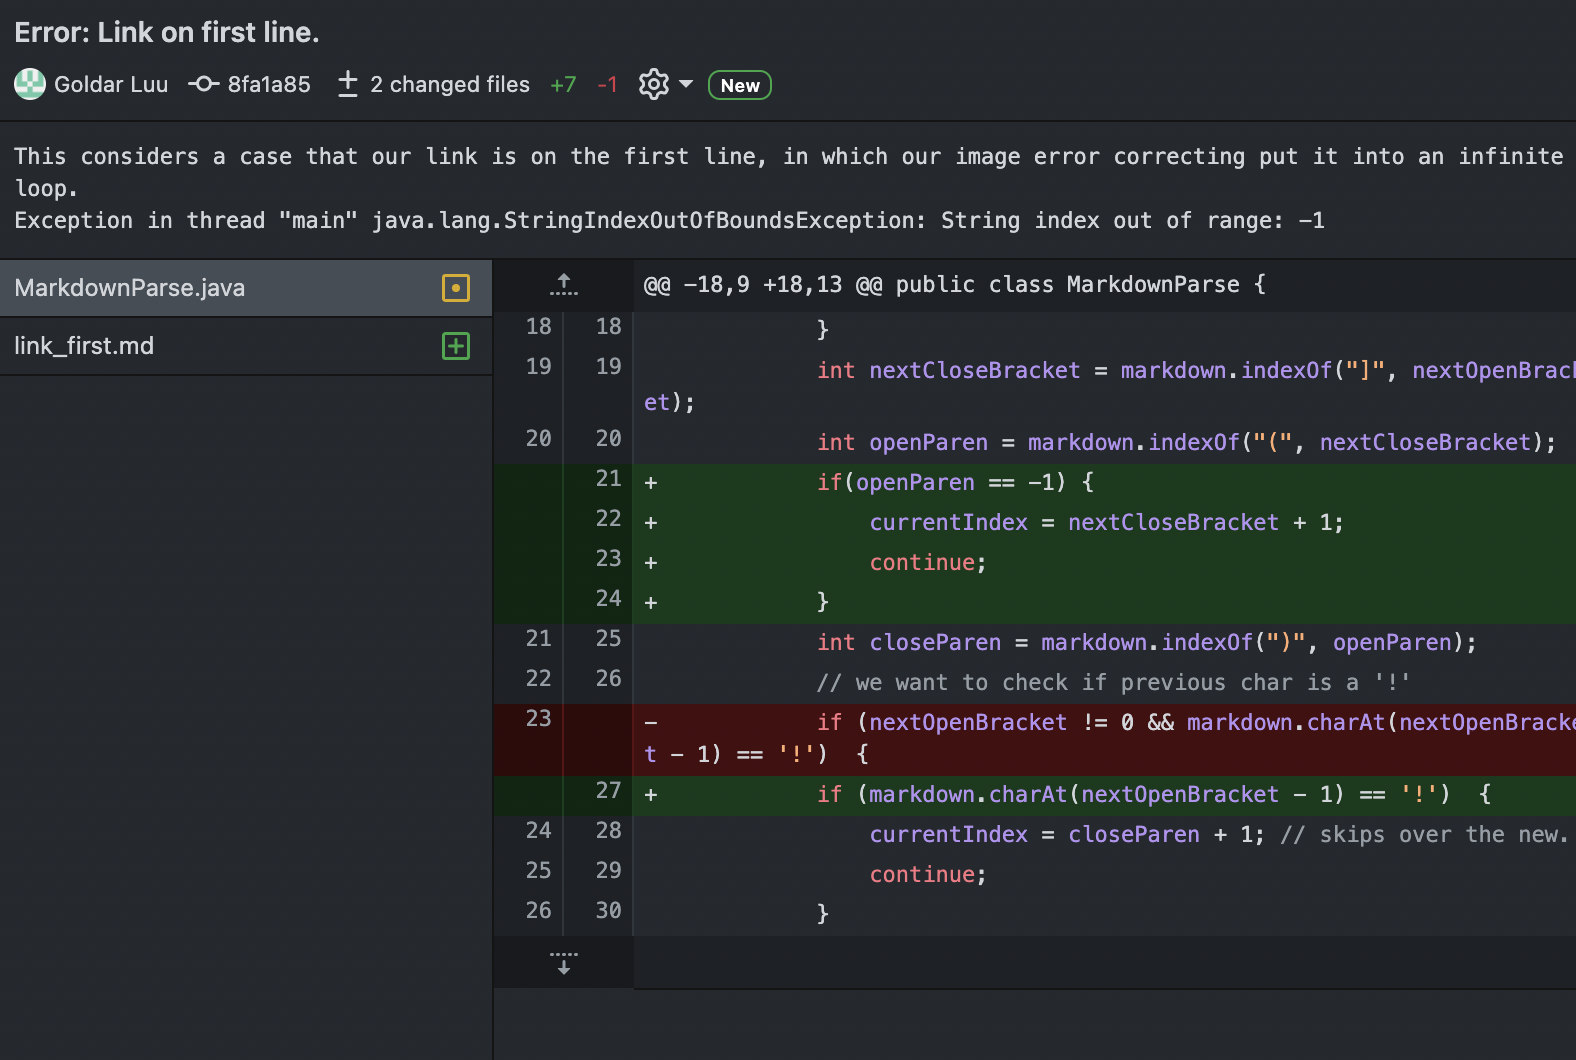 Error: Link on first line.
Goldar Luu 8fa1a85 2 changed files +7 -1 New
This considers a case that our link is on the first line, in which our image error correcting put it into an infinite
loop.
Exception in thread "main" java.lang.StringIndexOutOfBoundsException: String index out of range: -1
MarkdownParse.java
link_first.md
@@ -18,9 +18,13 @@ public class MarkdownParse {
18 18 }
19 19 int nextCloseBracket = markdown.indexOf("]", nextOpenBrack
et);
20 20 int openParen = markdown.indexOf("(", nextCloseBracket);
21 + if(openParen == -1) {
22 + currentIndex = nextCloseBracket + 1;
23 + continue;
24 + }
21 25 int closeParen = markdown.indexOf(")", openParen);
22 26 // we want to check if previous char is a '!'
23 - if (nextOpenBracket != 0 && markdown.charAt(nextOpenBracke
t - 1) == '!')  {
27 + if (markdown.charAt(nextOpenBracket - 1) == '!')  {
24 28 currentIndex = closeParen + 1; // skips over the new.
25 29 continue;
26 30 }